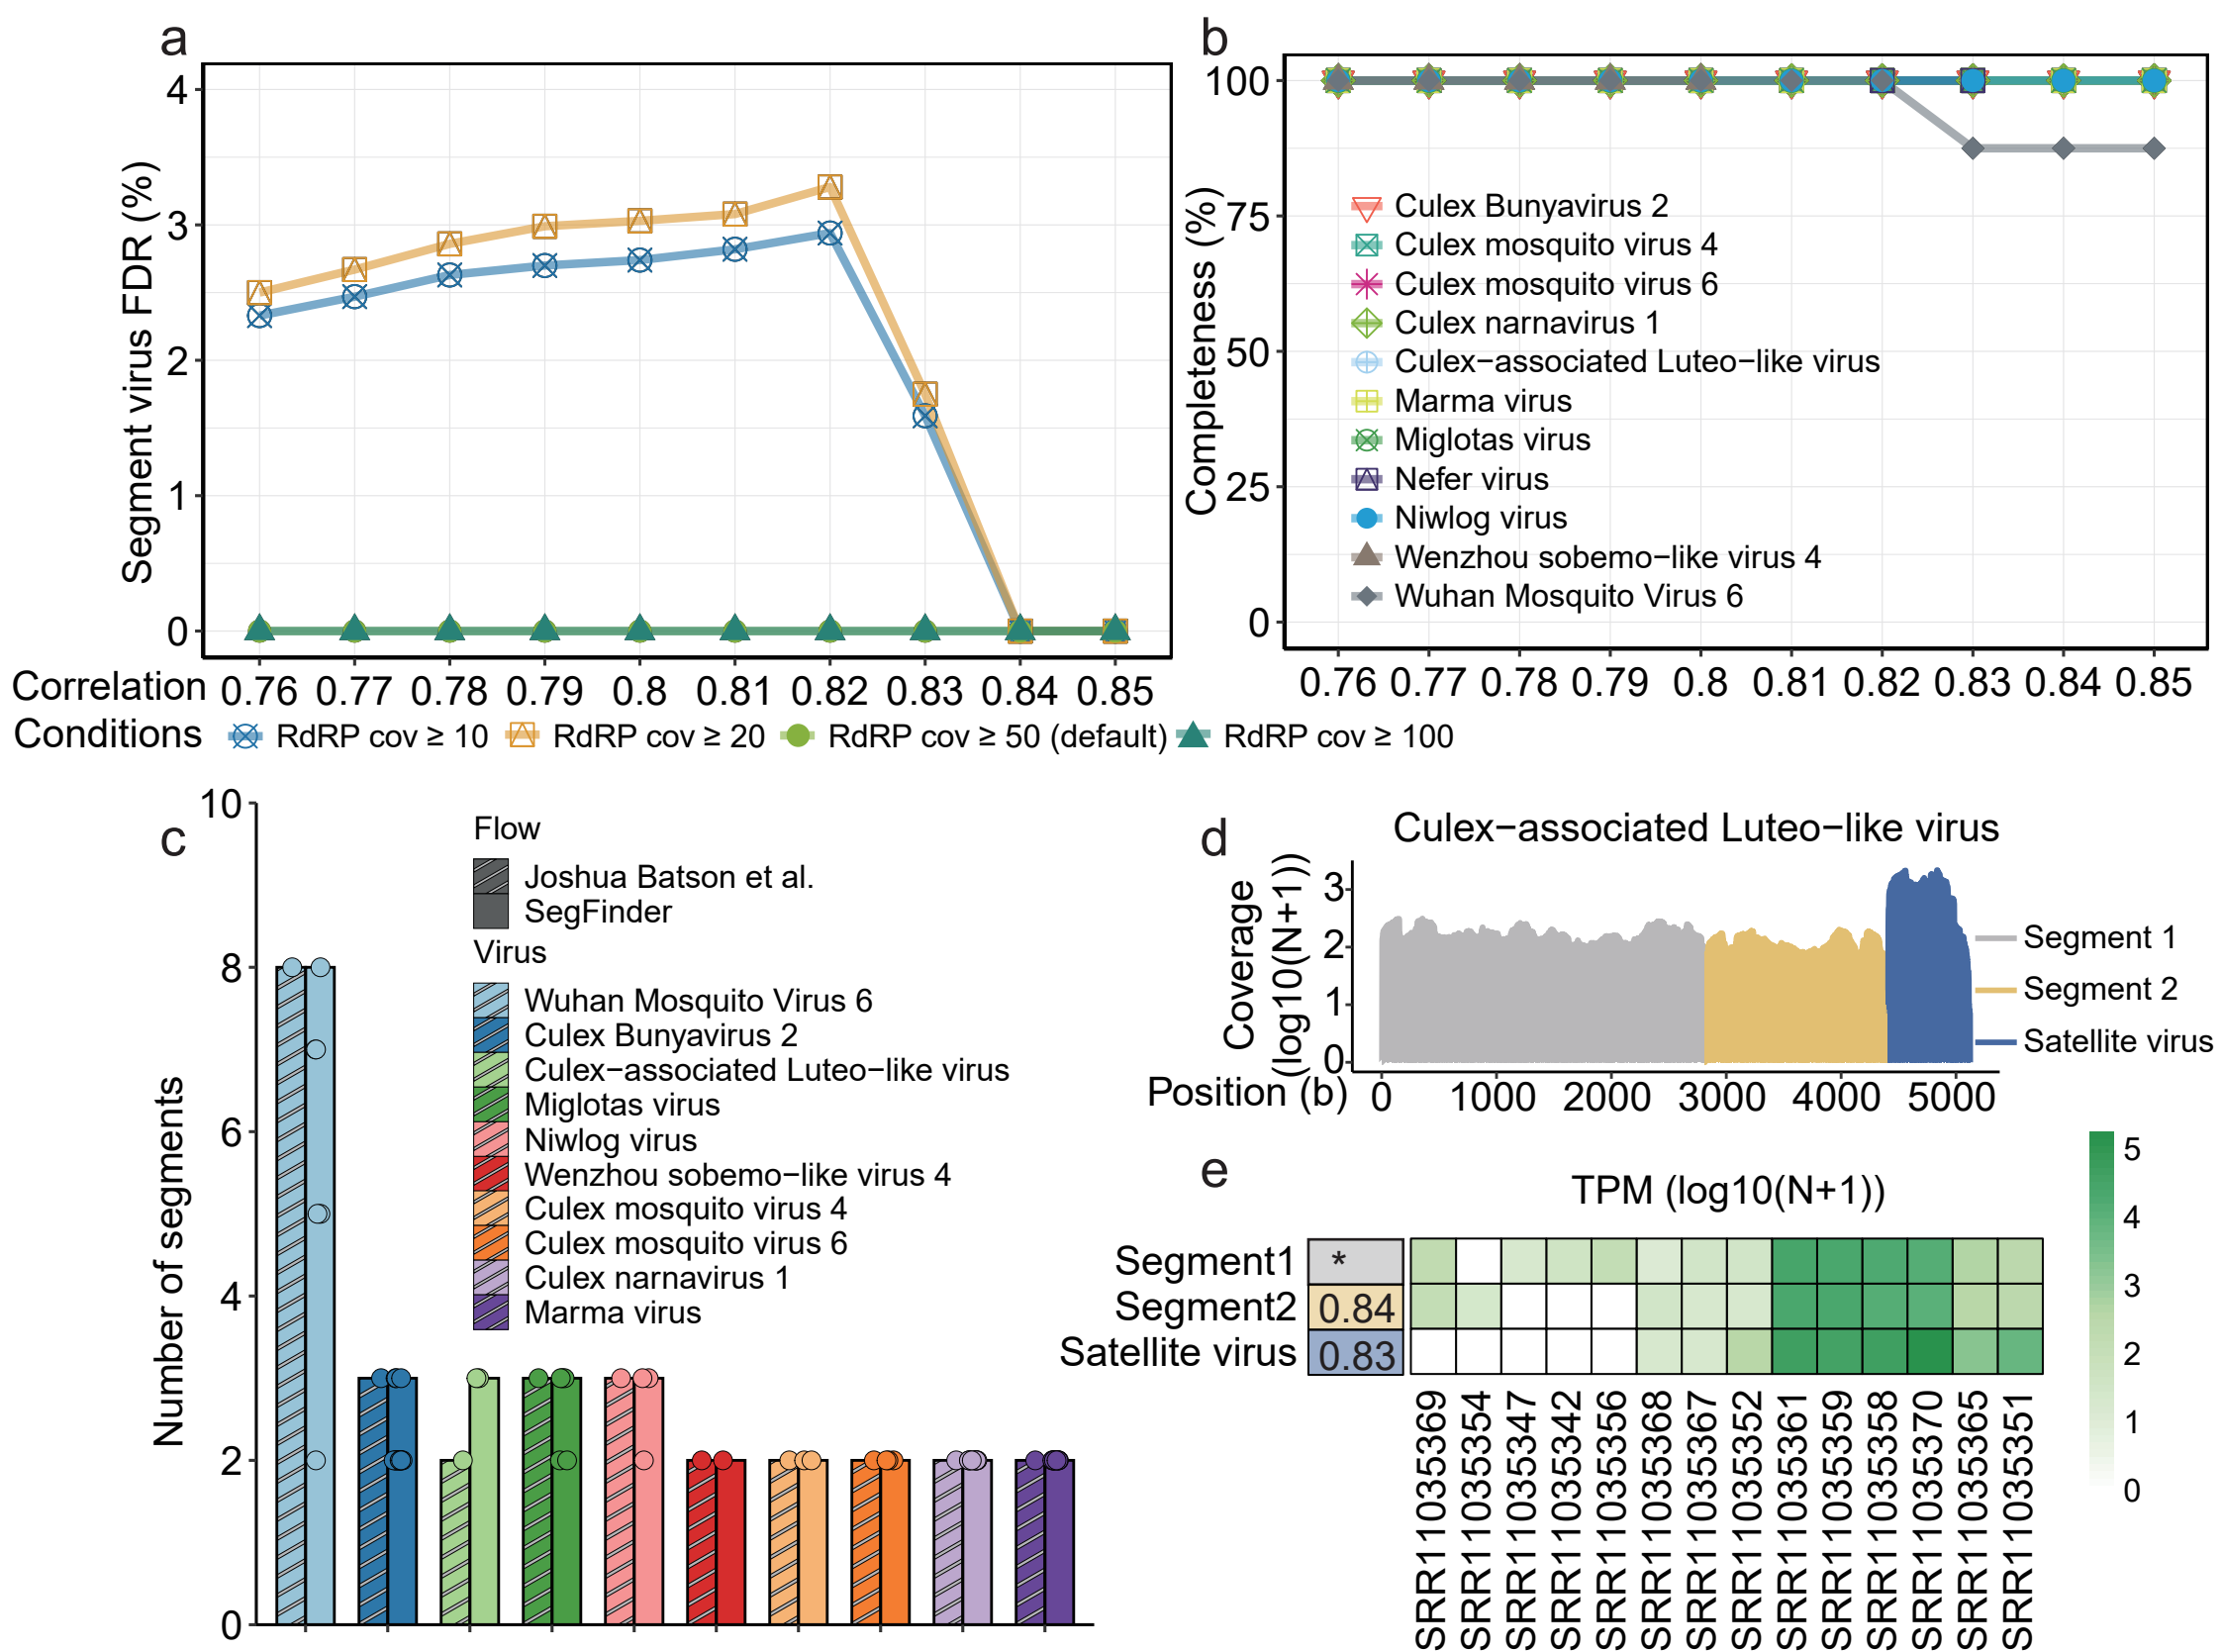 a
4
3
2
1
0
Segment virus FDR (%)
Correlation 0.76 0.77 0.78 0.79 0.8 0.81 0.82 0.83 0.84 0.85
Conditions RdRP cov ≥ 10 RdRP cov ≥ 20 RdRP cov ≥ 50 (default) RdRP cov ≥ 100
b
100
75
50
25
0
Completeness (%)
Culex Bunyavirus 2
Culex mosquito virus 4
Culex mosquito virus 6
Culex narnavirus 1
Culex−associated Luteo−like virus
Marma virus
Miglotas virus
Nefer virus
Niwlog virus
Wenzhou sobemo−like virus 4
Wuhan Mosquito Virus 6
0.76 0.77 0.78 0.79 0.8 0.81 0.82 0.83 0.84 0.85
c
10
8
6
4
2
0
Number of segments
Flow
Joshua Batson et al.
SegFinder
Virus
Wuhan Mosquito Virus 6
Culex Bunyavirus 2
Culex−associated Luteo−like virus
Miglotas virus
Niwlog virus
Wenzhou sobemo−like virus 4
Culex mosquito virus 4
Culex mosquito virus 6
Culex narnavirus 1
Marma virus
d
Culex−associated Luteo−like virus
Coverage
(log10(N+1))
3
2
1
0
Position (b) 0 1000 2000 3000 4000 5000
Segment 1
Segment 2
Satellite virus
e
TPM (log10(N+1))
Segment1 *
Segment2 0.84
Satellite virus 0.83
SRR11035369
SRR11035354
SRR11035347
SRR11035342
SRR11035356
SRR11035368
SRR11035367
SRR11035352
SRR11035361
SRR11035359
SRR11035358
SRR11035370
SRR11035365
SRR11035351
5
4
3
2
1
0